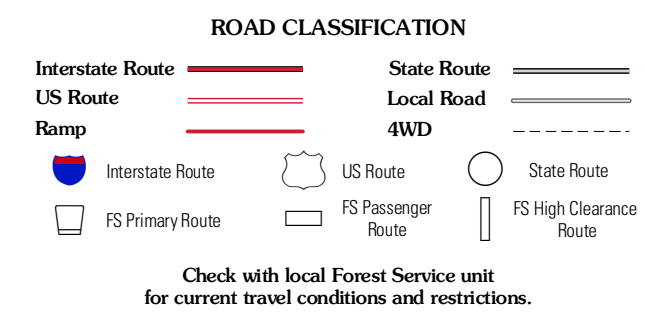 ROAD CLASSIFICATION
Interstate Route
State Route
US Route
Local Road
Ramp
4WD
Interstate Route
US Route
State Route
FS Primary Route
FS Passenger
Route
FS High Clearance
Route
Check with local Forest Service unit
for current travel conditions and restrictions.